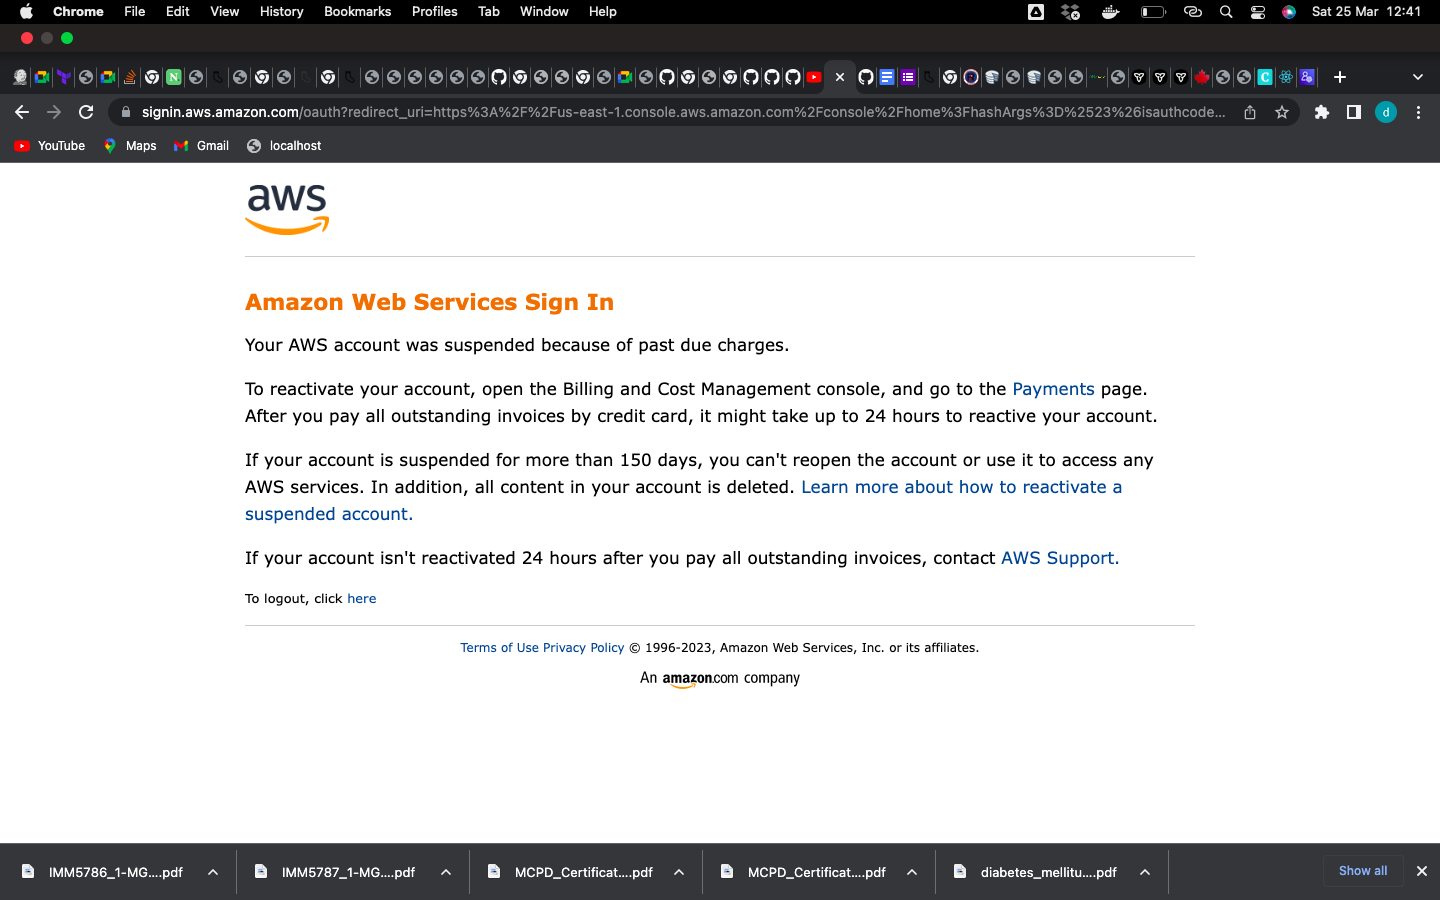 Chrome File Edit View History Bookmarks Profiles Tab Window Help Sat 25 Mar 12:41
signin.aws.amazon.com/oauth?redirect_uri=https%3A%2F%2Fus-east-1.console.aws.amazon.com%2Fconsole%2Fhome%3FhashArgs%3D%2523%26isauthcode...
d
YouTube Maps Gmail localhost
aws
Amazon Web Services Sign In
Your AWS account was suspended because of past due charges.
To reactivate your account, open the Billing and Cost Management console, and go to the Payments page.
After you pay all outstanding invoices by credit card, it might take up to 24 hours to reactive your account.
If your account is suspended for more than 150 days, you can't reopen the account or use it to access any
AWS services. In addition, all content in your account is deleted. Learn more about how to reactivate a
suspended account.
If your account isn't reactivated 24 hours after you pay all outstanding invoices, contact AWS Support.
To logout, click here
Terms of Use Privacy Policy © 1996-2023, Amazon Web Services, Inc. or its affiliates.
An amazon.com company
IMM5786_1-MG....pdf IMM5787_1-MG....pdf MCPD_Certificat....pdf MCPD_Certificat....pdf diabetes_mellitu....pdf Show all